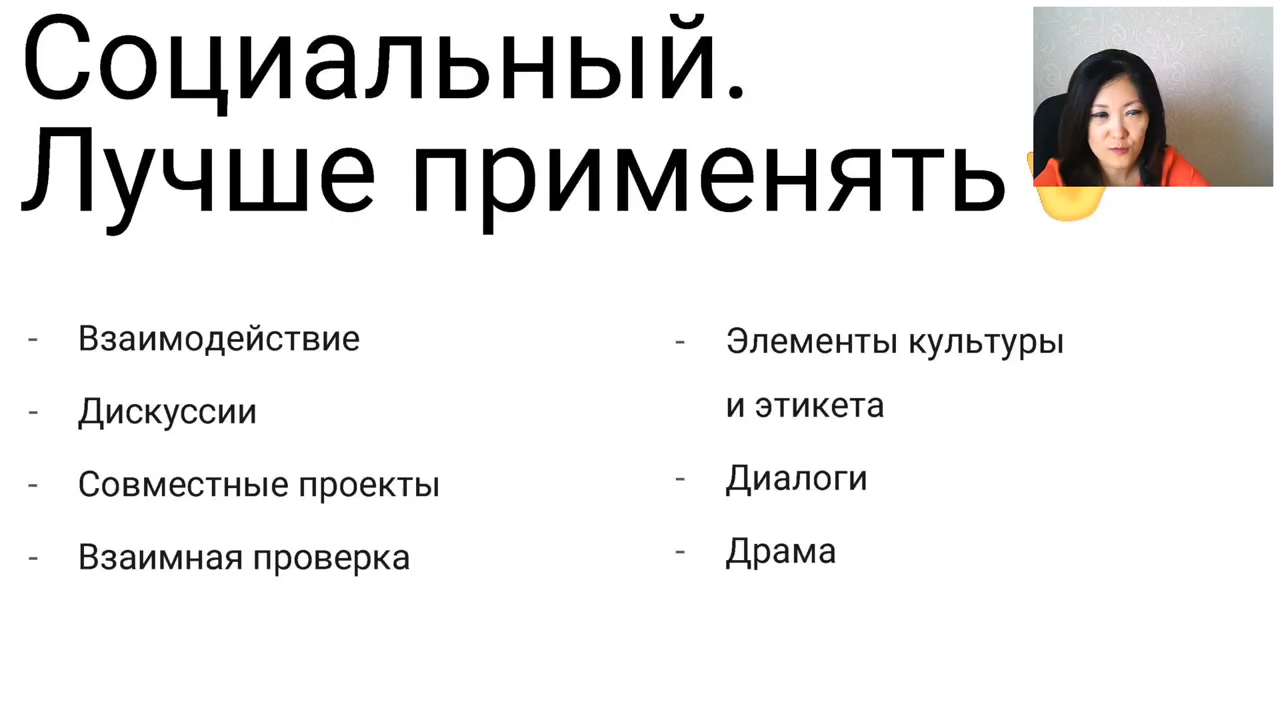 Социальный.
Лучше применять
- Взаимодействие
- Дискуссии
- Совместные проекты
- Взаимная проверка
- Элементы культуры
и этикета
- Диалоги
- Драма